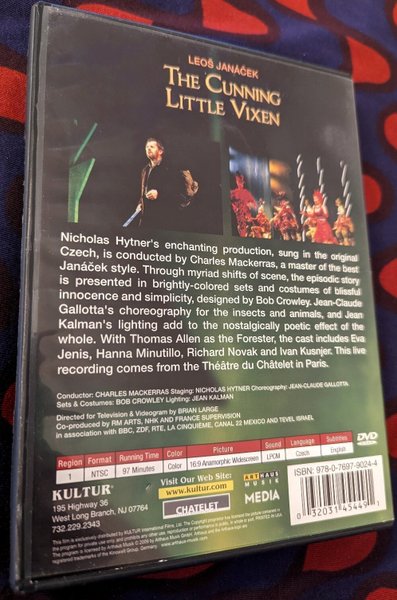 LEOŠ JANÁČEK
THE CUNNING
LITTLE VIXEN
Nicholas Hytner's enchanting production, sung in the original
Czech, is conducted by Charles Mackerras, a master of the best
Janáček style. Through myriad shifts of scene, the episodic story
is presented in brightly-colored sets and costumes of blissful
innocence and simplicity, designed by Bob Crowley. Jean-Claude
Gallotta's choreography for the insects and animals, and Jean
Kalman's lighting add to the nostalgically poetic effect of the
whole. With Thomas Allen as the Forester, the cast includes Eva
Jenis, Hanna Minutillo, Richard Novak and Ivan Kusnjer. This live
recording comes from the Théâtre du Châtelet in Paris.
Conductor: CHARLES MACKERRAS Staging: NICHOLAS HYTNER Choreography: JEAN-CLAUDE GALLOTTA
Sets & Costumes: BOB CROWLEY Lighting: JEAN KALMAN
Directed for Television & Videogram by BRIAN LARGE
Co-produced by RM ARTS, NHK AND FRANCE SUPERVISION
in association with BBC, ZDF, RTE, LA CINQUIÈME, CANAL 22 MEXICO AND TEVEL ISRAEL
Region Format Running Time Color Picture Sound Language Subtitles
1 NTSC 97 Minutes Color 16:9 Anamorphic Widescreen LPCM Czech English
DVD
KULTUR
195 Highway 36
West Long Branch, NJ 07764
732.229.2343
Visit Our Web Site:
www.kultur.com
CHATELET
ARTHAUS
MUSIK
MEDIA
ISBN: 978-0-7697-9024-4
0 32031 45449 1